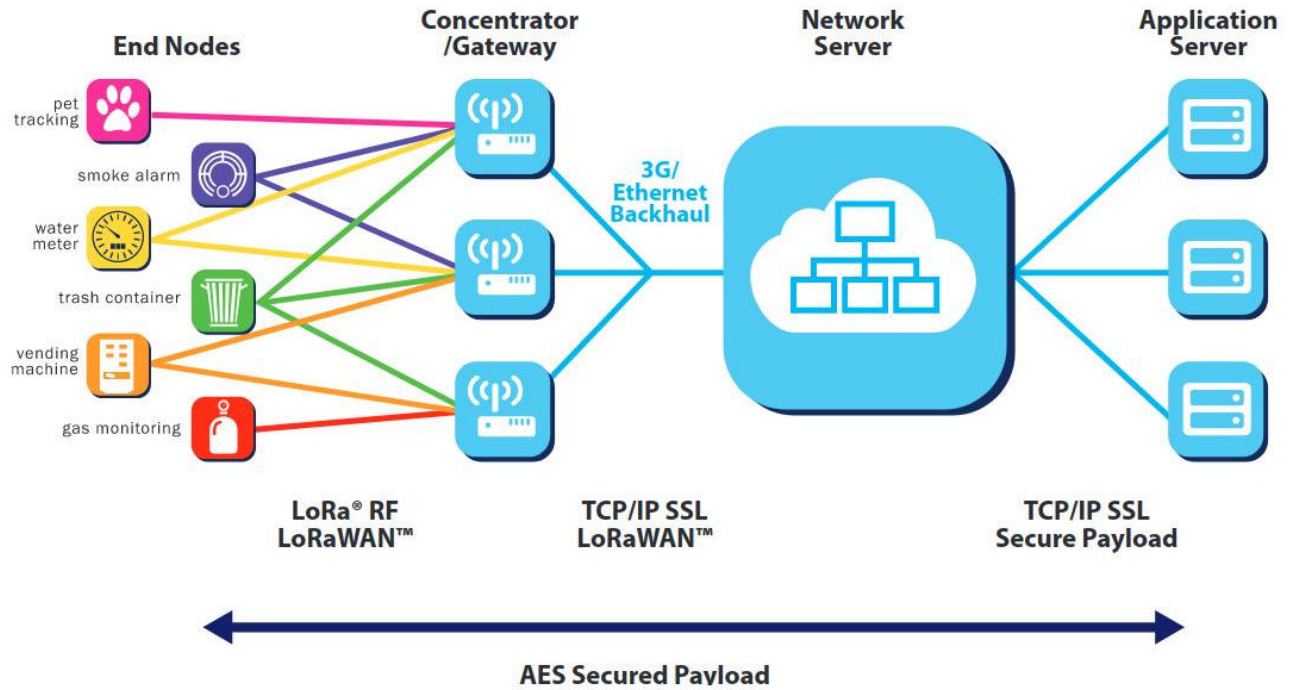 End Nodes
Concentrator
/Gateway
Network
Server
Application
Server
pet
tracking
smoke alarm
water
meter
trash container
vending
machine
gas monitoring
3G/
Ethernet
Backhaul
LoRa® RF
LoRaWAN™
TCP/IP SSL
LoRaWAN™
TCP/IP SSL
Secure Payload
AES Secured Payload